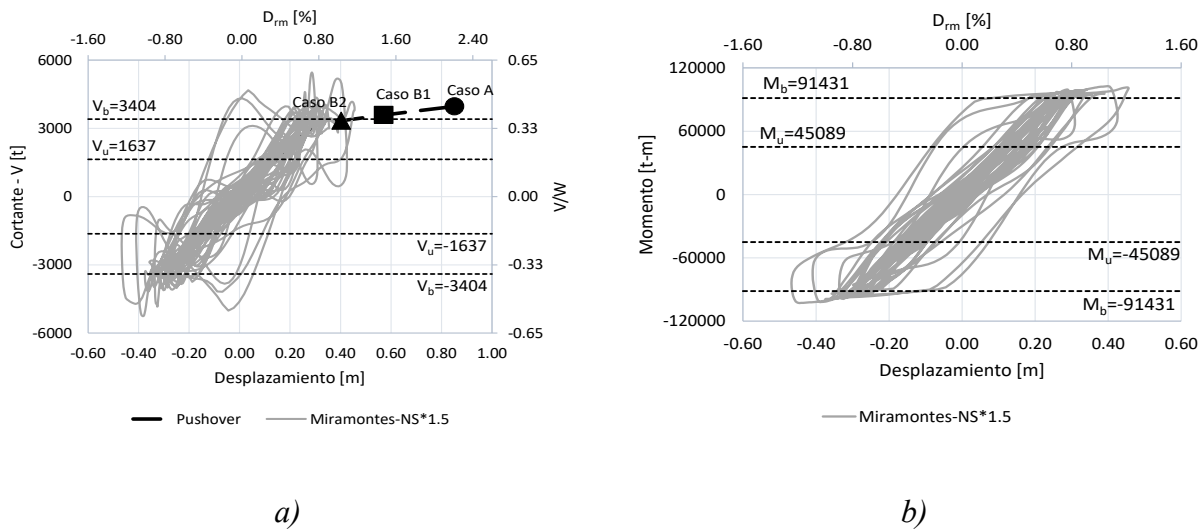 D_rm [%]
-1.60 -0.80 0.00 0.80 1.60 2.40
6000 0.65
V_b=3404 Caso B2 Caso B1 Caso A
3000 0.33
V_u=1637
0 0.00
Cortante - V [t]
V/W
V_u=-1637
-3000 -0.33
V_b=-3404
-6000 -0.65
-0.60 -0.40 -0.20 0.00 0.20 0.40 0.60 0.80 1.00
Desplazamiento [m]
Pushover Miramontes-NS*1.5
a)
D_rm [%]
-1.60 -0.80 0.00 0.80 1.60
120000
M_b=91431
60000
M_u=45089
0
Momento [t-m]
-60000
M_u=-45089
M_b=-91431
-120000
-0.60 -0.40 -0.20 0.00 0.20 0.40 0.60
Desplazamiento [m]
Miramontes-NS*1.5
b)